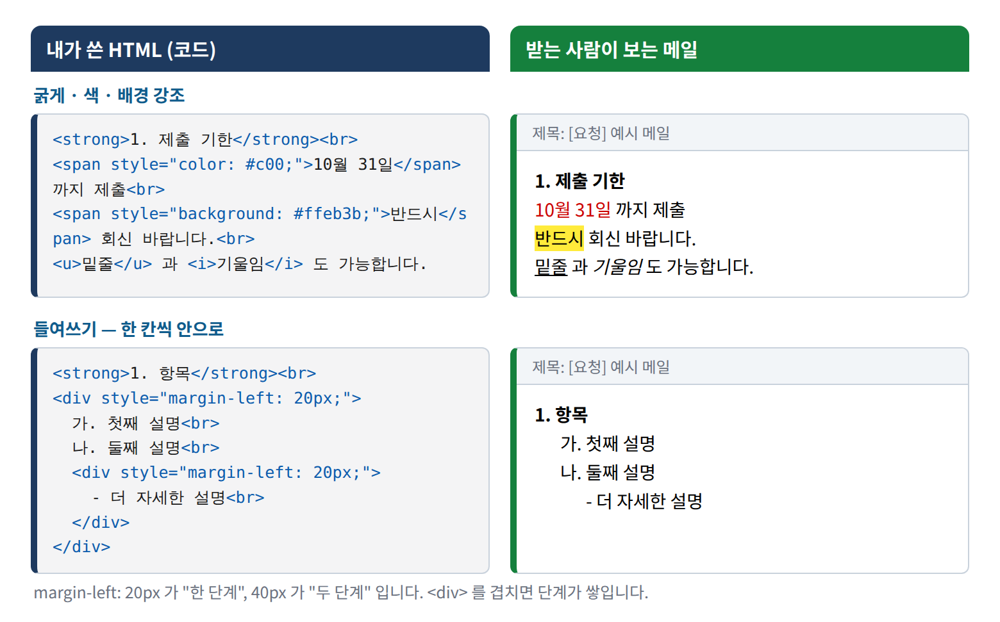 내가 쓴 HTML (코드)
받는 사람이 보는 메일
굵게 · 색 · 배경 강조
<strong>1. 제출 기한</strong><br>
<span style="color: #c00;">10월 31일</span>
까지 제출<br>
<span style="background: #ffeb3b;">반드시</s
pan> 회신 바랍니다.<br>
<u>밑줄</u> 과 <i>기울임</i> 도 가능합니다.
제목: [요청] 예시 메일
1. 제출 기한
10월 31일 까지 제출
반드시 회신 바랍니다.
밑줄 과 기울임 도 가능합니다.
들여쓰기 — 한 칸씩 안으로
<strong>1. 항목</strong><br>
<div style="margin-left: 20px;">
  가. 첫째 설명<br>
  나. 둘째 설명<br>
  <div style="margin-left: 20px;">
    - 더 자세한 설명<br>
  </div>
</div>
제목: [요청] 예시 메일
1. 항목
가. 첫째 설명
나. 둘째 설명
- 더 자세한 설명
margin-left: 20px 가 "한 단계", 40px 가 "두 단계" 입니다. <div> 를 겹치면 단계가 쌓입니다.